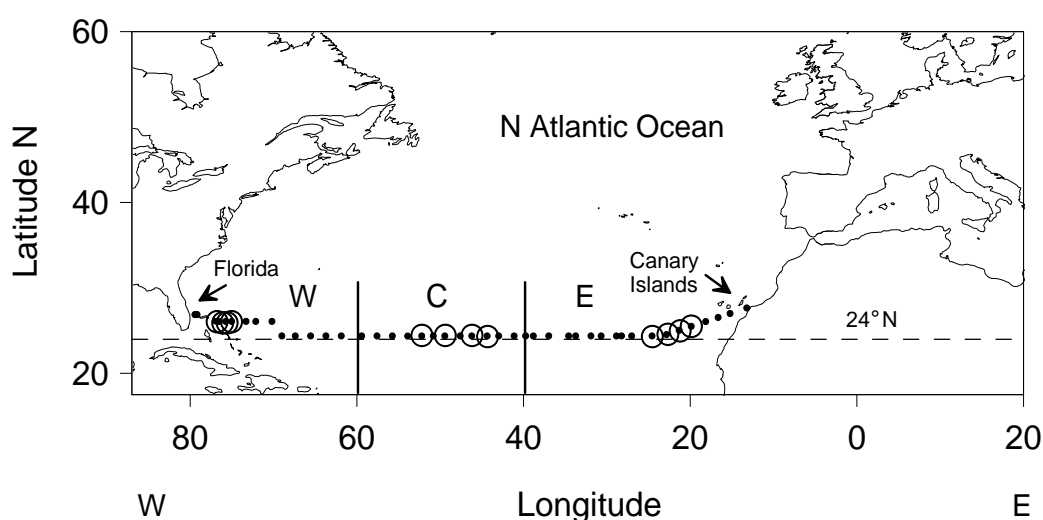 60
40
20
Latitude N
N Atlantic Ocean
Florida
Canary
Islands
W
C
E
24°N
80
60
40
20
0
20
W
Longitude
E